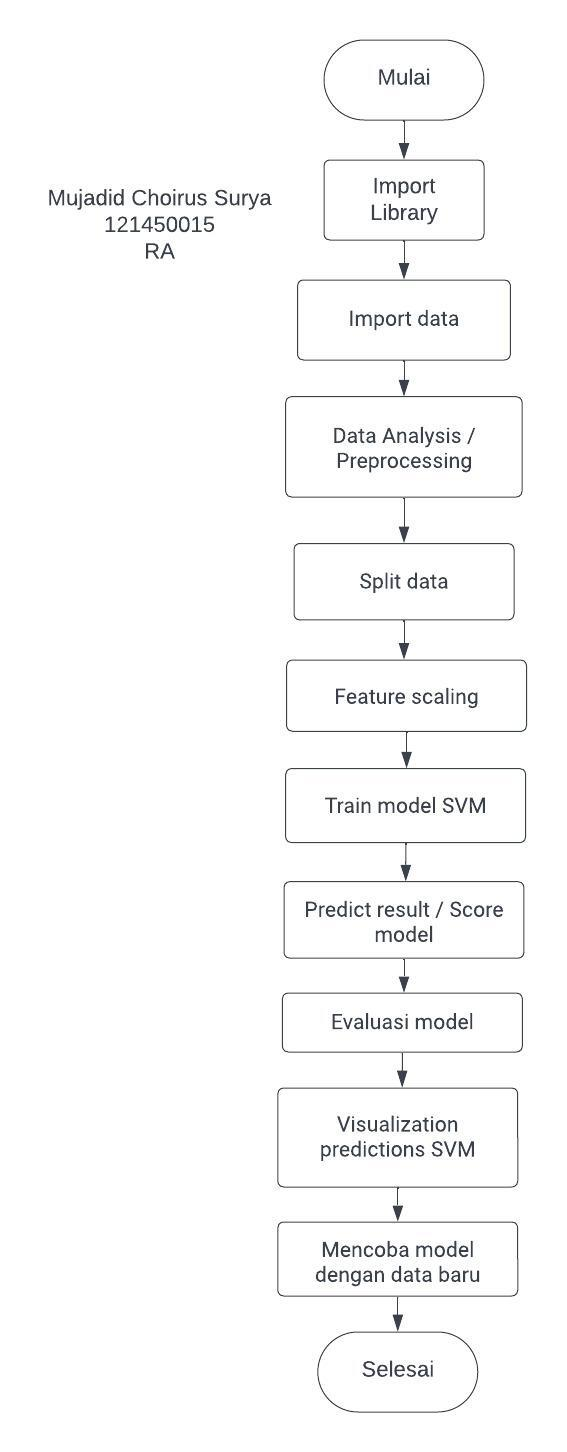 Mulai
Mujadid Choirus Surya
121450015
RA
Import
Library
Import data
Data Analysis /
Preprocessing
Split data
Feature scaling
Train model SVM
Predict result / Score
model
Evaluasi model
Visualization
predictions SVM
Mencoba model
dengan data baru
Selesai